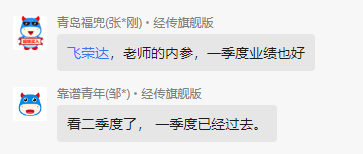 青岛福兜(张*刚)·经传旗舰版
飞荣达，老师的内参，一季度业绩也好
靠谱青年(邹*)·经传旗舰版
看二季度了， 一季度已经过去。